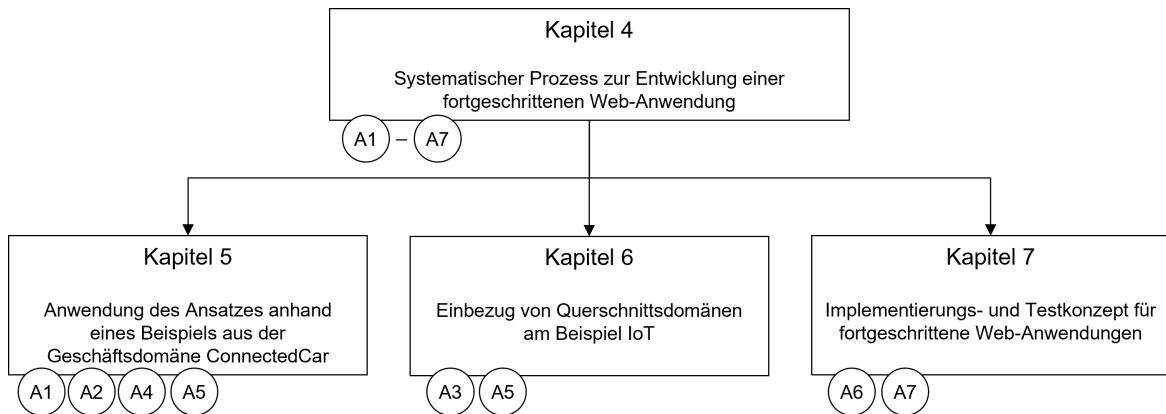 Kapitel 4
Systematischer Prozess zur Entwicklung einer
fortgeschrittenen Web-Anwendung
A1 – A7
Kapitel 5
Anwendung des Ansatzes anhand
eines Beispiels aus der
Geschäftsdomäne ConnectedCar
A1 A2 A4 A5
Kapitel 6
Einbezug von Querschnittsdomänen
am Beispiel IoT
A3 A5
Kapitel 7
Implementierungs- und Testkonzept für
fortgeschrittene Web-Anwendungen
A6 A7